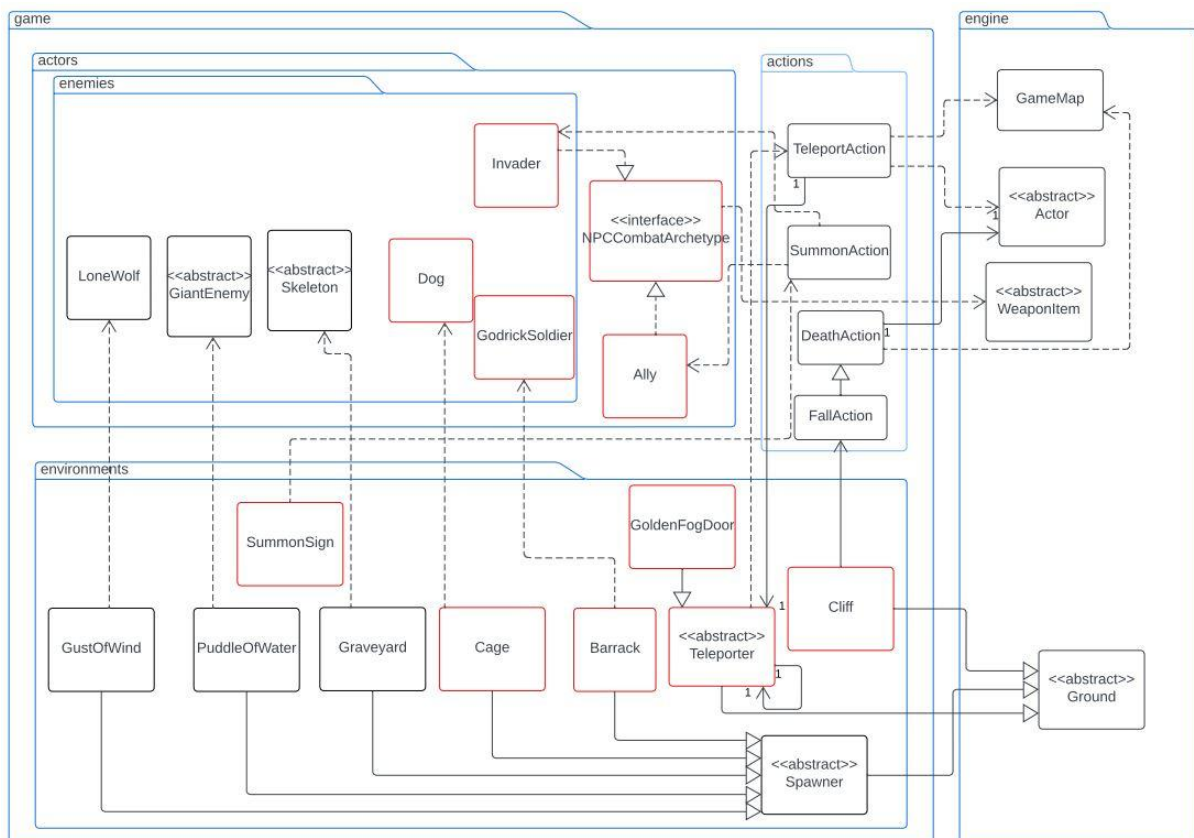 game
engine
actors
actions
enemies
GameMap
Invader
TeleportAction
1
<<interface>>
NPCCombatArchetype
<<abstract>>
Actor
1
SummonAction
LoneWolf
<<abstract>>
GiantEnemy
<<abstract>>
Skeleton
Dog
GodrickSoldier
<<abstract>>
WeaponItem
DeathAction
1
Ally
FallAction
environments
SummonSign
GoldenFogDoor
1
Cliff
GustOfWind
PuddleOfWater
Graveyard
Cage
Barrack
<<abstract>>
Teleporter
1
1
<<abstract>>
Ground
<<abstract>>
Spawner